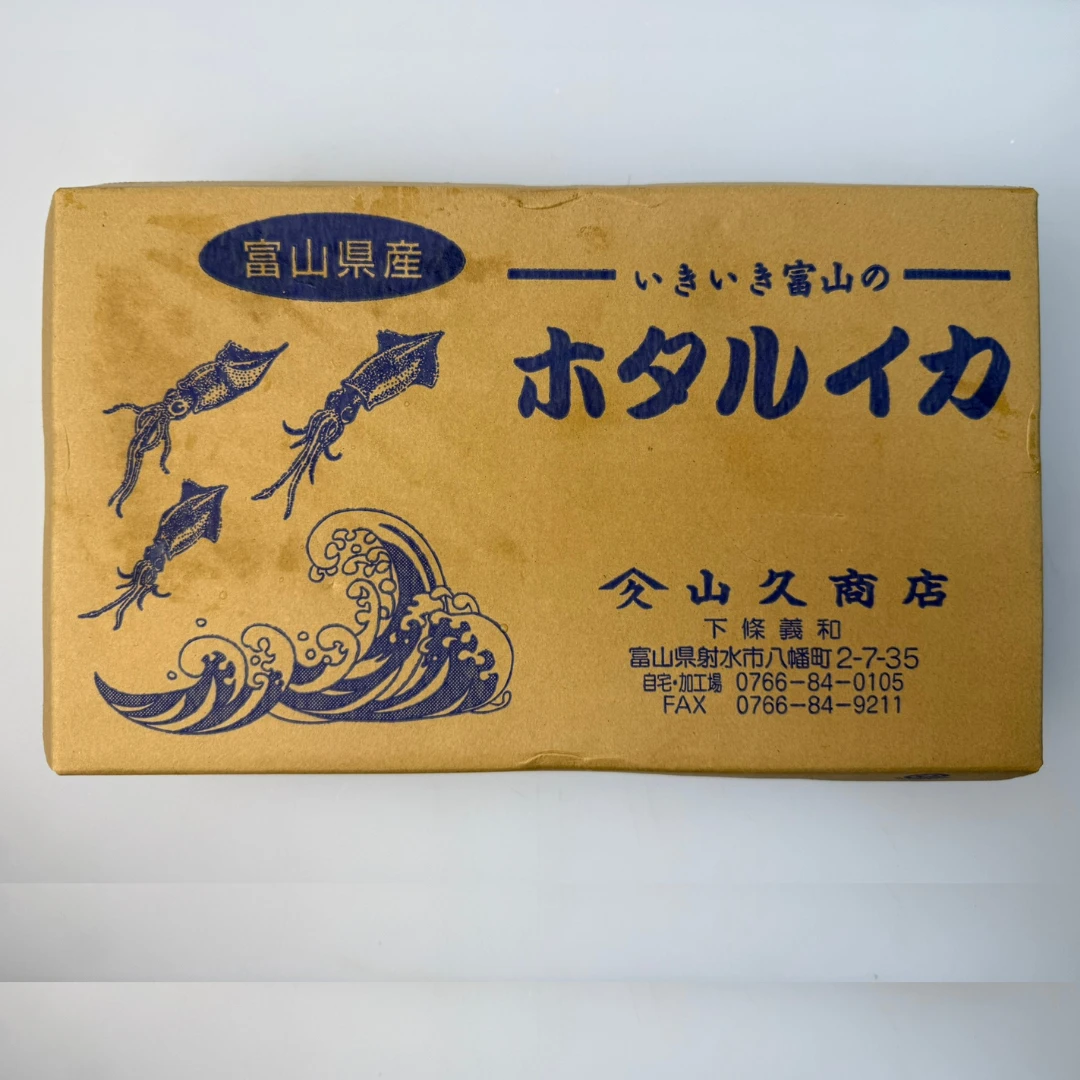 富山県産
いきいき富山の
ホタルイカ
久 山久商店
下條義和
富山県射水市八幡町2-7-35
自宅・加工場 0766-84-0105
FAX 0766-84-9211